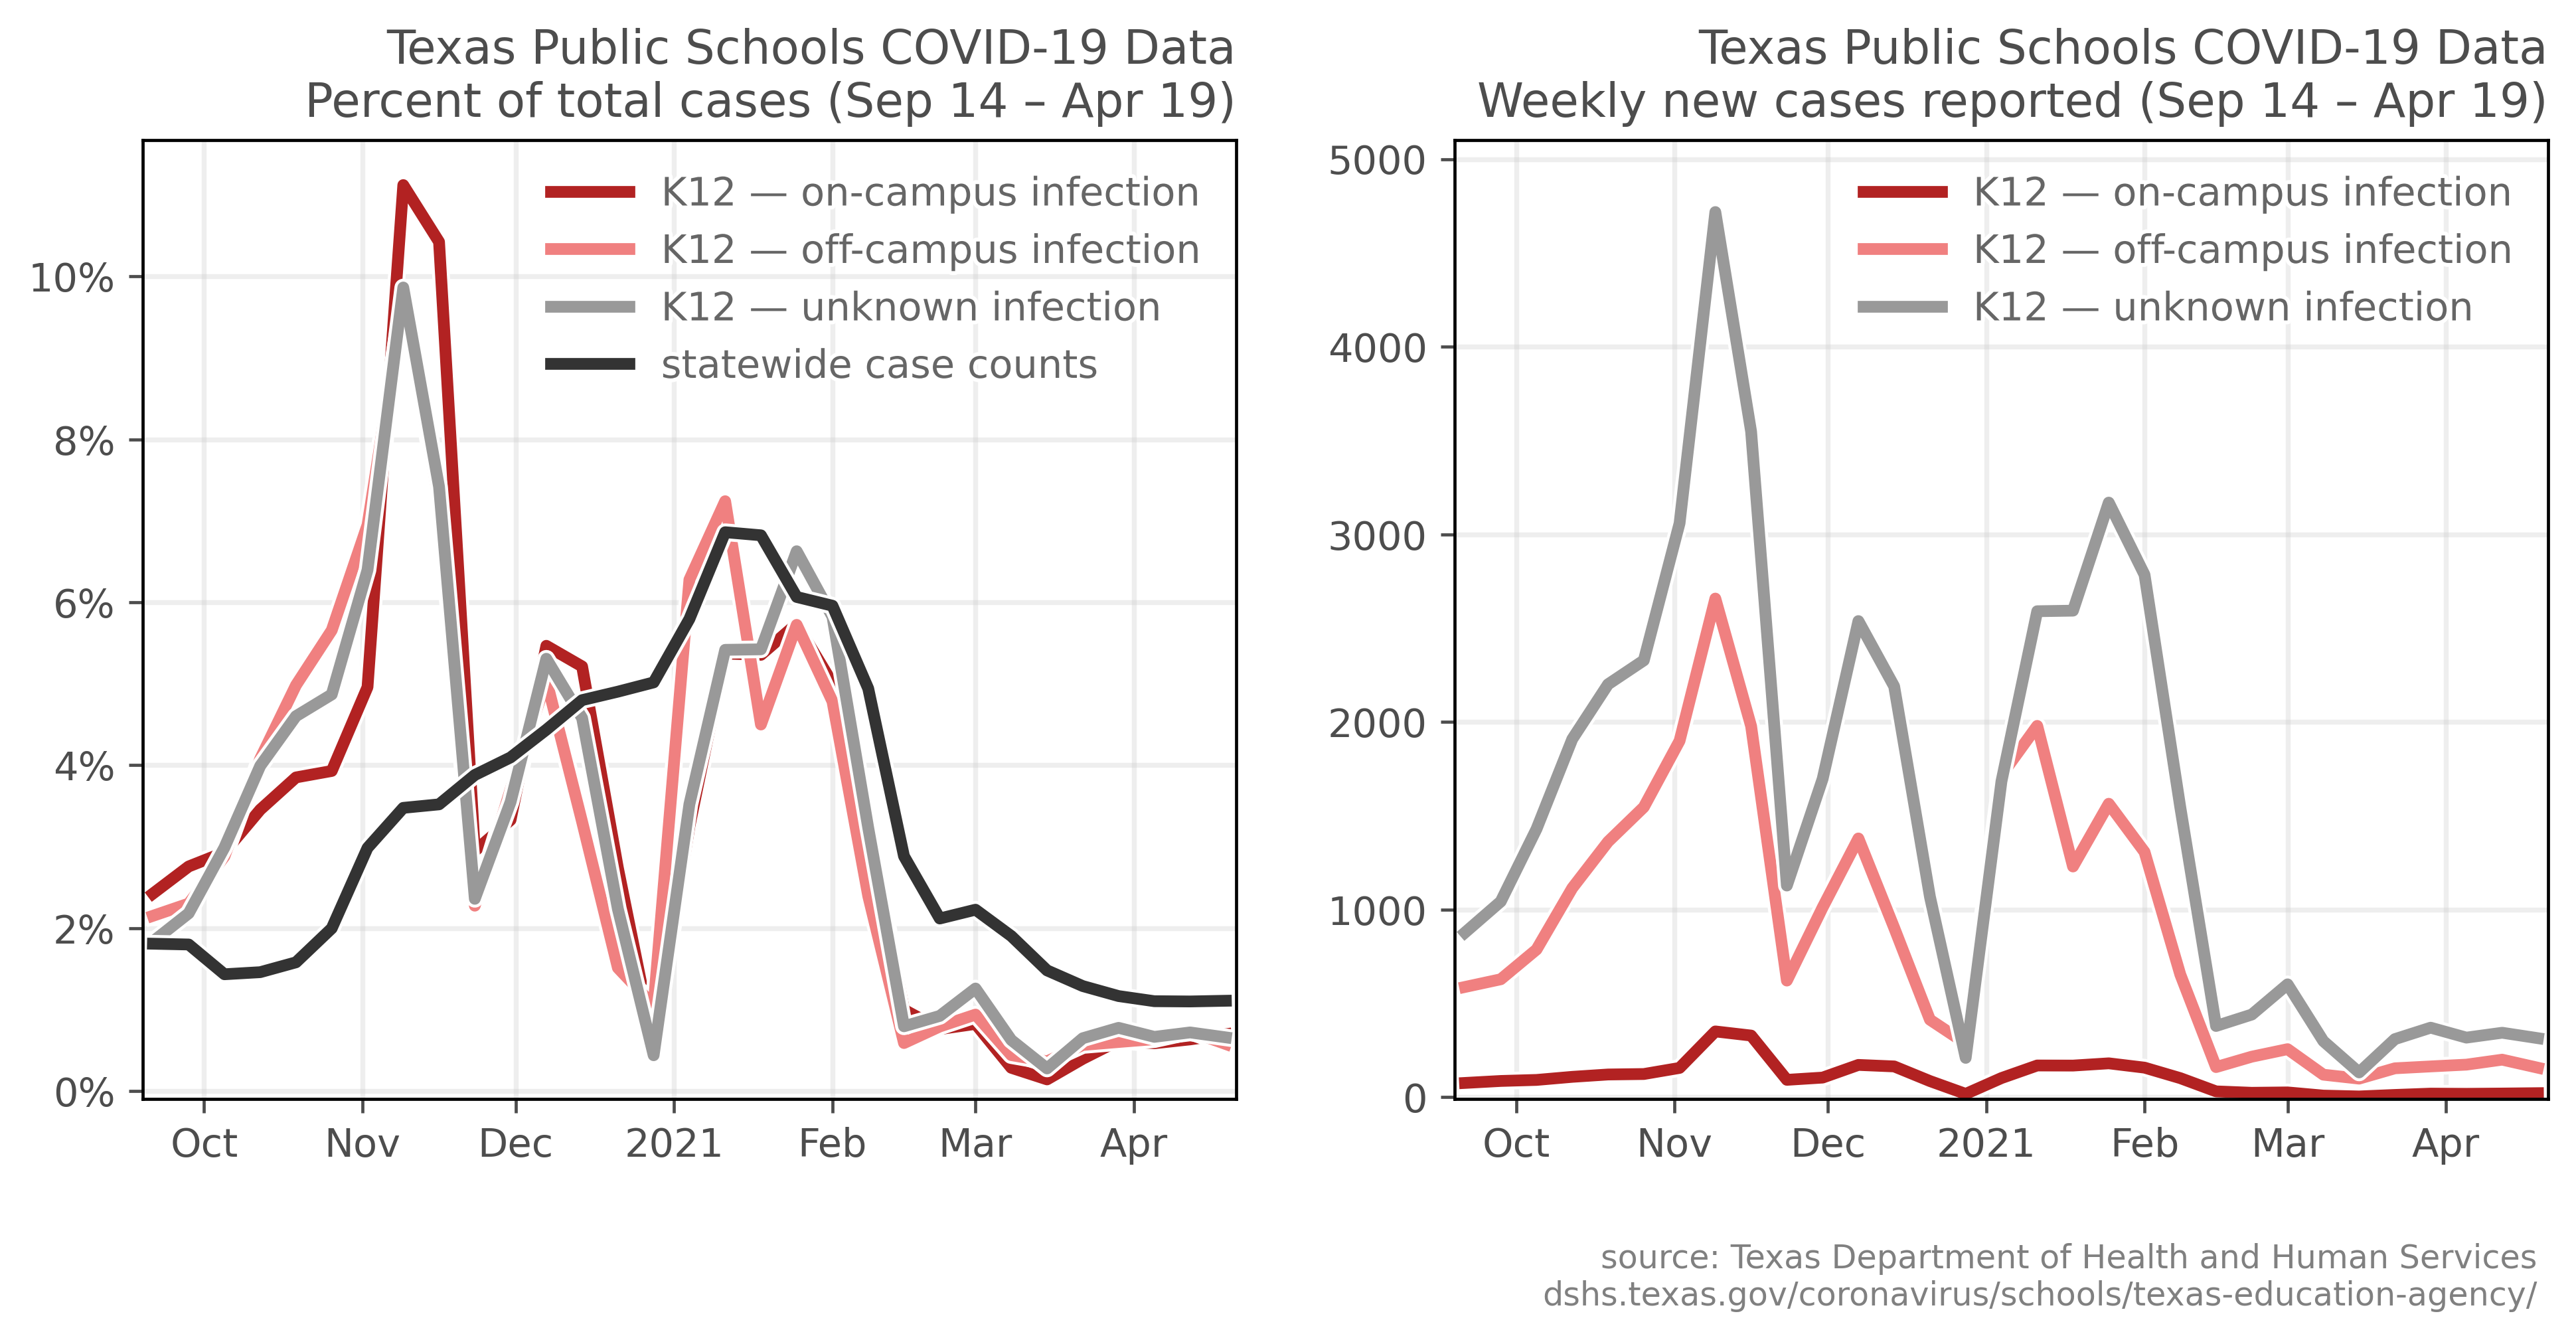 Texas Public Schools COVID-19 Data
Percent of total cases (Sep 14 – Apr 19)
K12 — on-campus infection
K12 — off-campus infection
K12 — unknown infection
statewide case counts
10%
8%
6%
4%
2%
0%
Oct Nov Dec 2021 Feb Mar Apr
Texas Public Schools COVID-19 Data
Weekly new cases reported (Sep 14 – Apr 19)
K12 — on-campus infection
K12 — off-campus infection
K12 — unknown infection
5000
4000
3000
2000
1000
0
Oct Nov Dec 2021 Feb Mar Apr
source: Texas Department of Health and Human Services
dshs.texas.gov/coronavirus/schools/texas-education-agency/